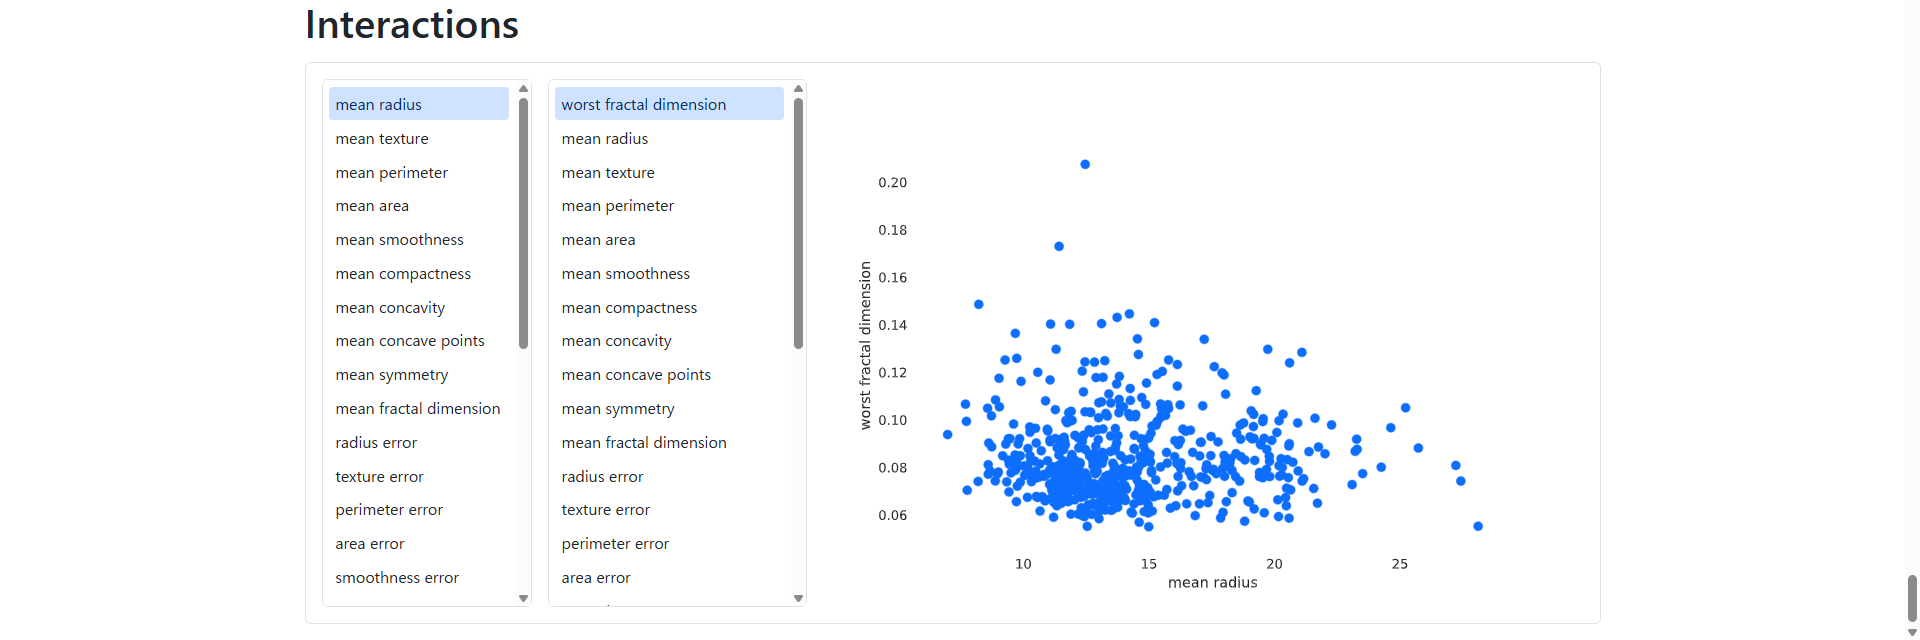 Interactions
mean radius
mean texture
mean perimeter
mean area
mean smoothness
mean compactness
mean concavity
mean concave points
mean symmetry
mean fractal dimension
radius error
texture error
perimeter error
area error
smoothness error
worst fractal dimension
mean radius
mean texture
mean perimeter
mean area
mean smoothness
mean compactness
mean concavity
mean concave points
mean symmetry
mean fractal dimension
radius error
texture error
perimeter error
area error
worst fractal dimension
0.20
0.18
0.16
0.14
0.12
0.10
0.08
0.06
10 15 20 25
mean radius